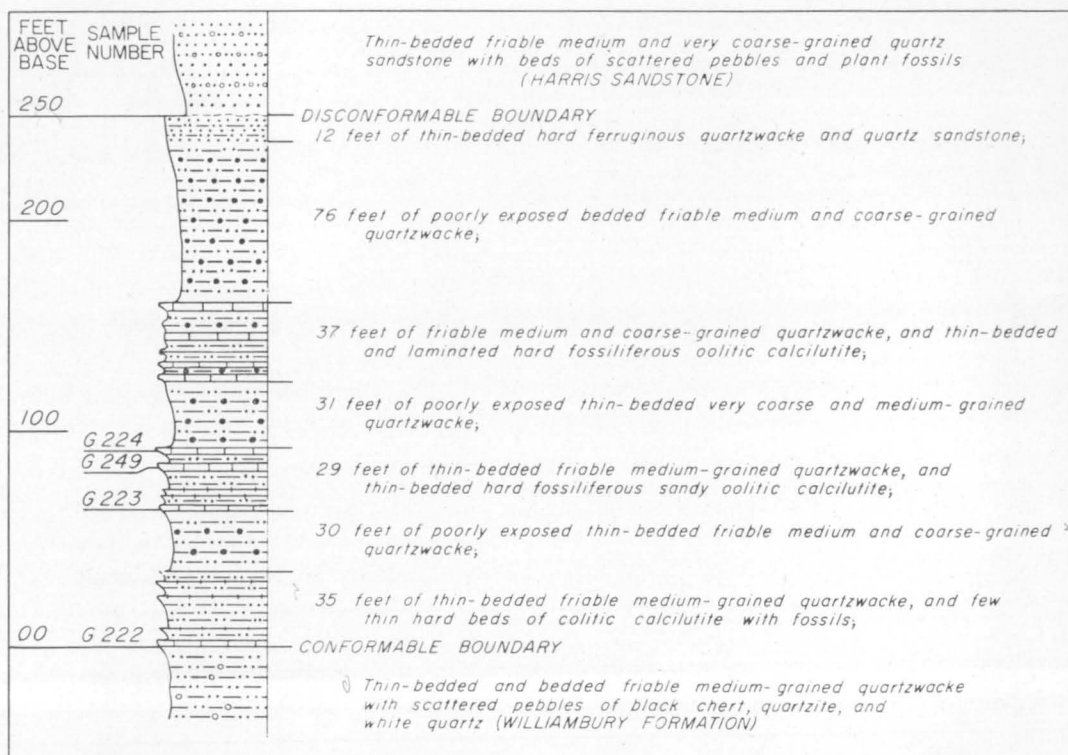 FEET ABOVE BASE
SAMPLE NUMBER
Thin-bedded friable medium and very coarse-grained quartz
sandstone with beds of scattered pebbles and plant fossils
(HARRIS SANDSTONE)
250
DISCONFORMABLE BOUNDARY
12 feet of thin-bedded hard ferruginous quartzwacke and quartz sandstone;
200
76 feet of poorly exposed bedded friable medium and coarse-grained
quartzwacke;
37 feet of friable medium and coarse-grained quartzwacke, and thin-bedded
and laminated hard fossiliferous oolitic calcilutite;
31 feet of poorly exposed thin-bedded very coarse and medium-grained
quartzwacke;
100
G 224
G 249
29 feet of thin-bedded friable medium-grained quartzwacke, and
thin-bedded hard fossiliferous sandy oolitic calcilutite;
G 223
30 feet of poorly exposed thin-bedded friable medium and coarse-grained
quartzwacke;
35 feet of thin-bedded friable medium-grained quartzwacke, and few
thin hard beds of colitic calcilutite with fossils;
00
G 222
CONFORMABLE BOUNDARY
Thin-bedded and bedded friable medium-grained quartzwacke
with scattered pebbles of black chert, quartzite, and
white quartz (WILLIAMBURY FORMATION)